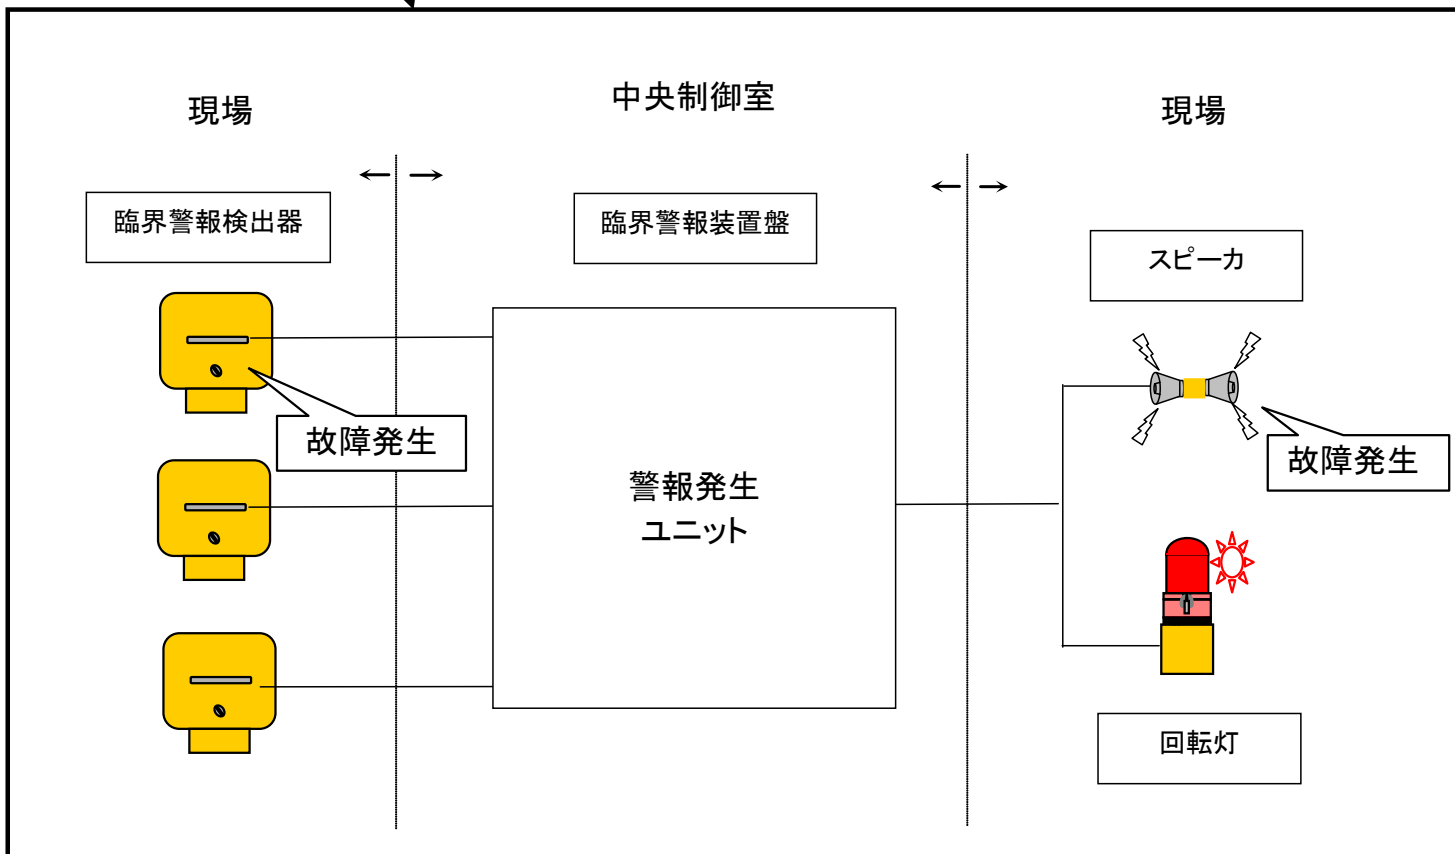 現場
中央制御室
現場
臨界警報検出器
臨界警報装置盤
スピーカ
故障発生
故障発生
警報発生
ユニット
回転灯